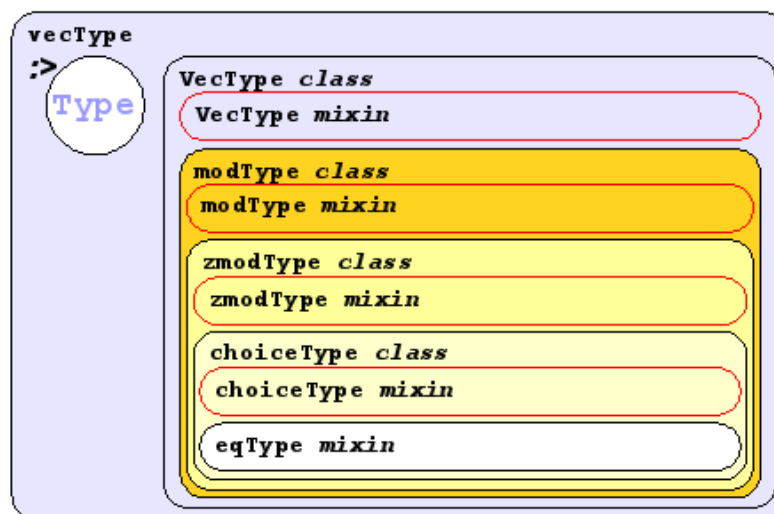 vecType
:>
Type
VecType class
VecType mixin
modType class
modType mixin
zmodType class
zmodType mixin
choiceType class
choiceType mixin
eqType mixin